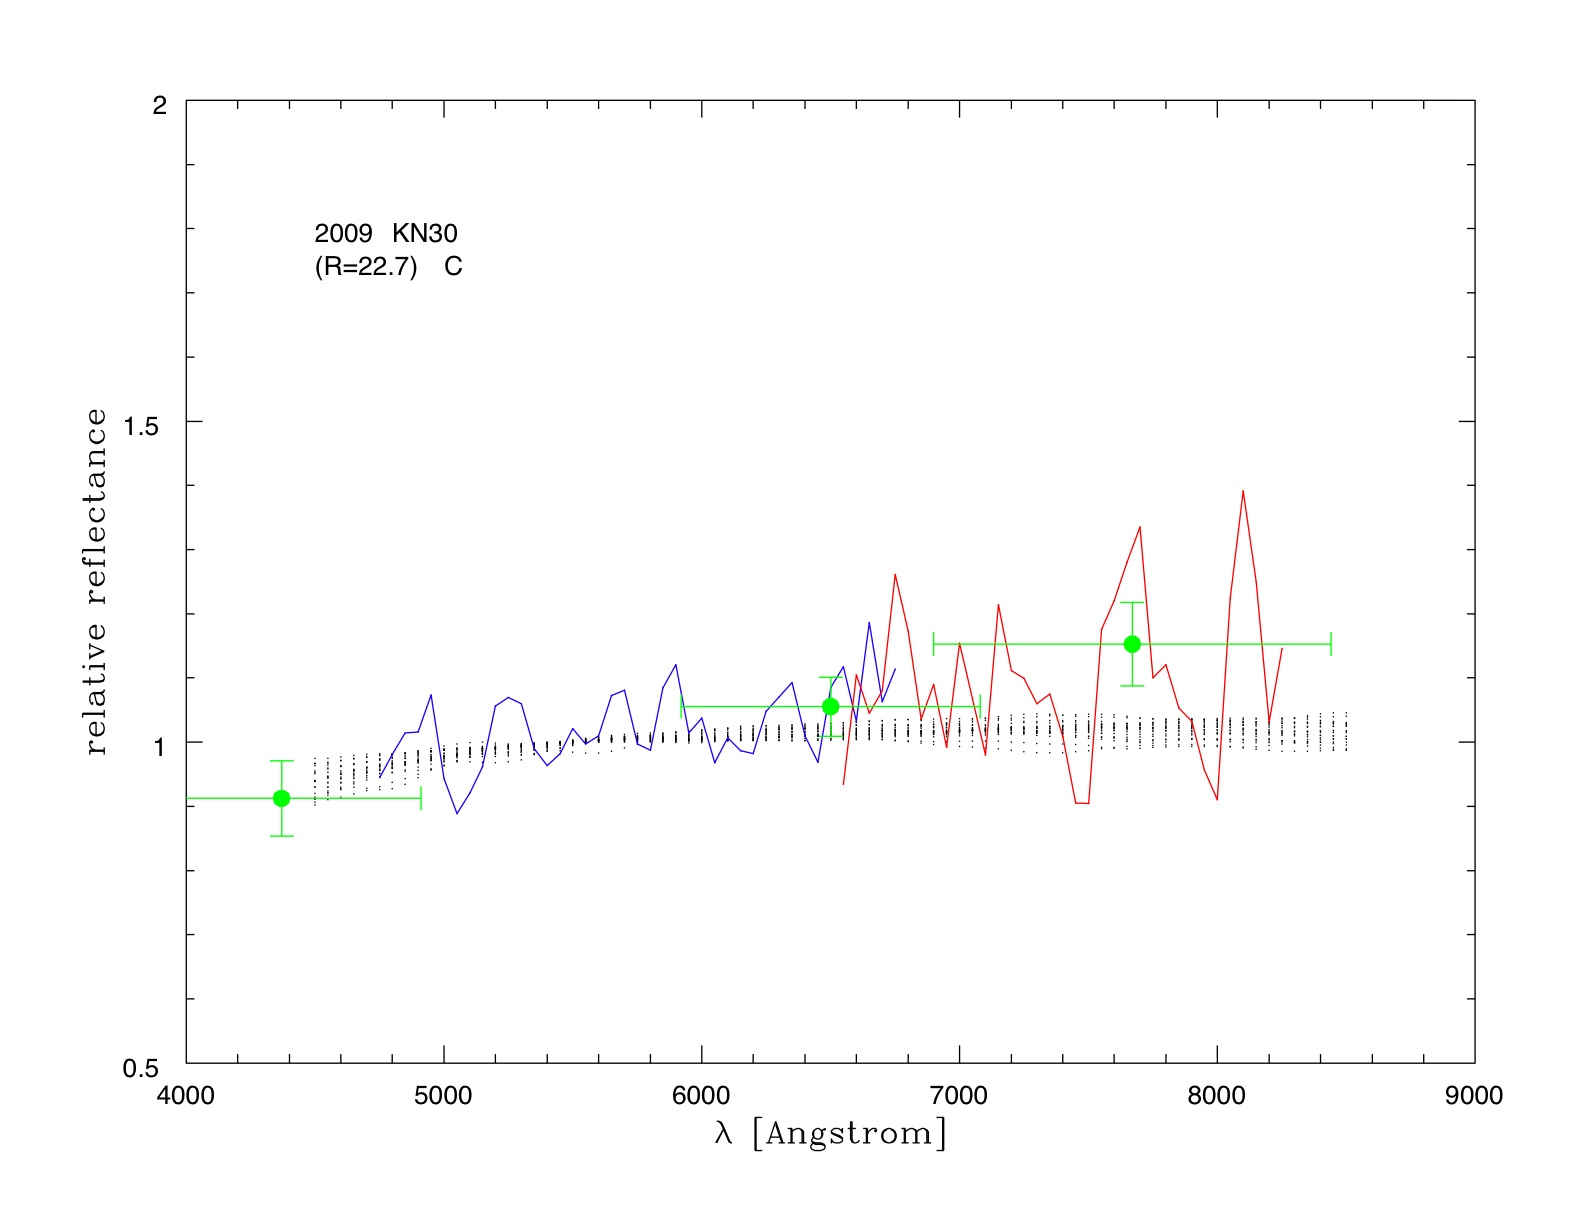 2
2009 KN30
(R=22.7) C
1.5
relative reflectance
1
0.5
4000 5000 6000 7000 8000 9000
λ [Angstrom]